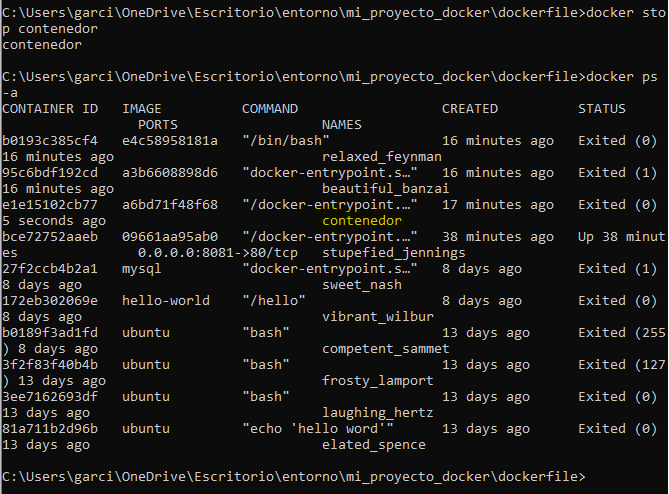 C:\Users\garci\OneDrive\Escritorio\entorno\mi_proyecto_docker\dockerfile>docker sto
p contenedor
contenedor
C:\Users\garci\OneDrive\Escritorio\entorno\mi_proyecto_docker\dockerfile>docker ps
-a
CONTAINER ID   IMAGE          COMMAND                  CREATED          STATUS
                 PORTS                  NAMES
b0193c385cf4   e4c58958181a   "/bin/bash"              16 minutes ago   Exited (0)
16 minutes ago                          relaxed_feynman
95c6bdf192cd   a3b6608898d6   "docker-entrypoint.s…"   16 minutes ago   Exited (1)
16 minutes ago                          beautiful_banzai
e1e15102cb77   a6bd71f48f68   "/docker-entrypoint.…"   17 minutes ago   Exited (0)
5 seconds ago                           contenedor
bce72752aaeb   09661aa95ab0   "/docker-entrypoint.…"   38 minutes ago   Up 38 minut
es               0.0.0.0:8081->80/tcp   stupefied_jennings
27f2ccb4b2a1   mysql          "docker-entrypoint.s…"   8 days ago       Exited (1)
8 days ago                              sweet_nash
172eb302069e   hello-world    "/hello"                 8 days ago       Exited (0)
8 days ago                              vibrant_wilbur
b0189f3ad1fd   ubuntu         "bash"                   13 days ago      Exited (255
) 8 days ago                            competent_sammet
3f2f83f40b4b   ubuntu         "bash"                   13 days ago      Exited (127
) 13 days ago                           frosty_lamport
3ee7162693df   ubuntu         "bash"                   13 days ago      Exited (0)
13 days ago                             laughing_hertz
81a711b2d96b   ubuntu         "echo 'hello word'"      13 days ago      Exited (0)
13 days ago                             elated_spence
C:\Users\garci\OneDrive\Escritorio\entorno\mi_proyecto_docker\dockerfile>